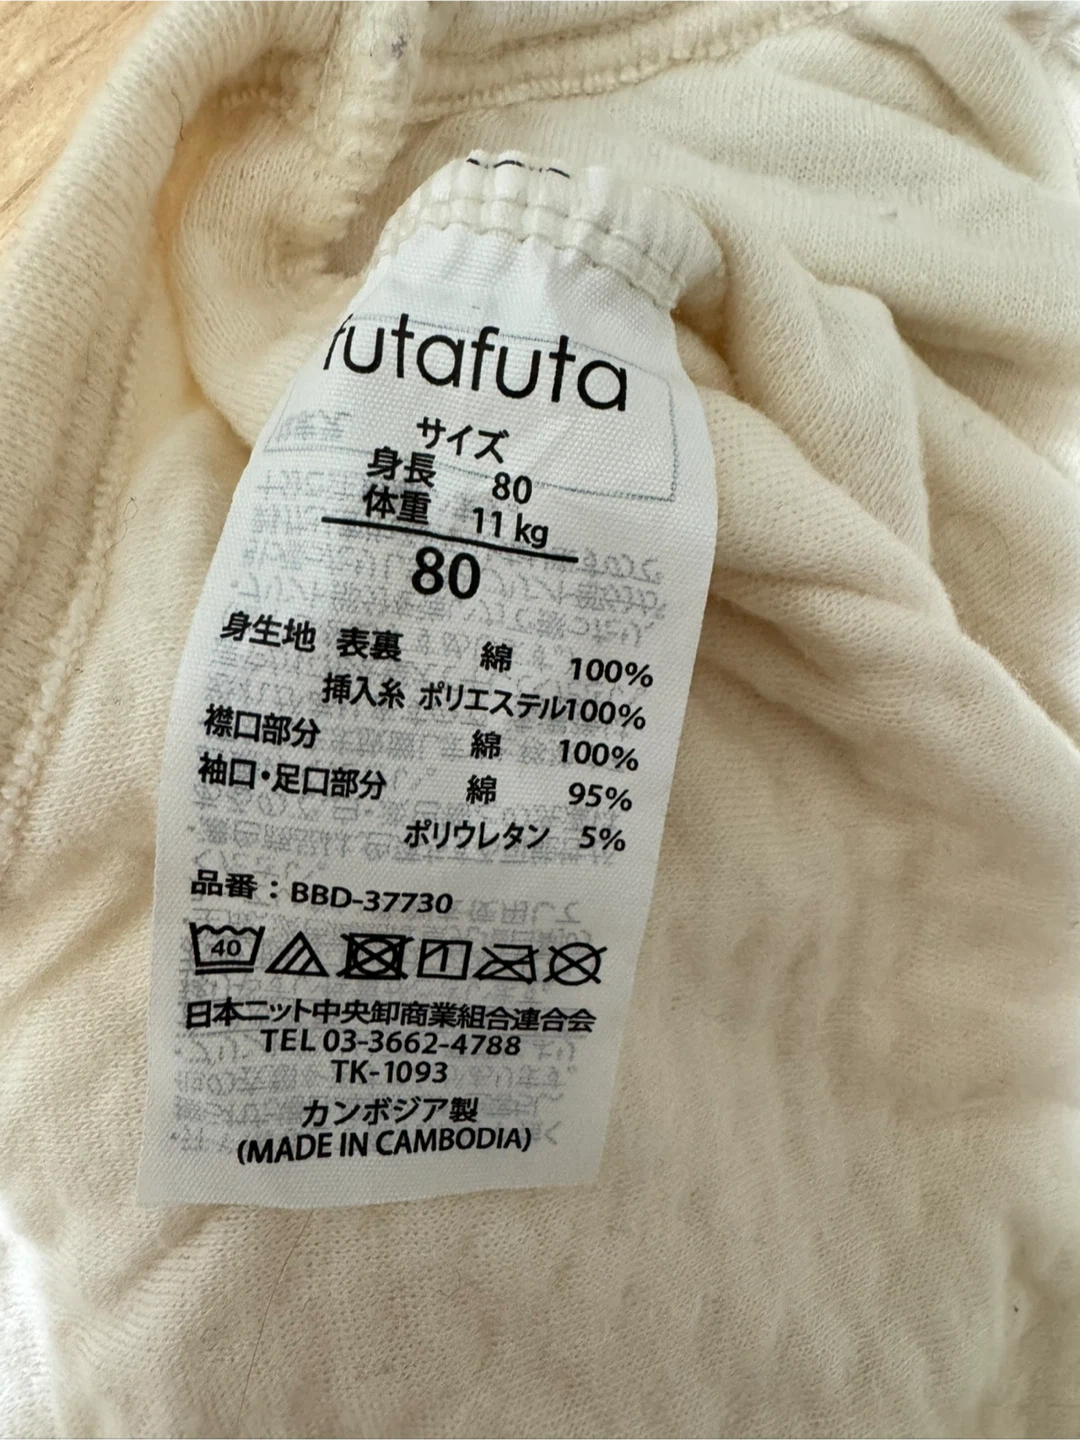 futafuta
サイズ
身長 80
体重 11kg
80
身生地 表裏 綿 100%
挿入糸 ポリエステル100%
襟口部分 綿 100%
袖口・足口部分 綿 95%
ポリウレタン 5%
品番：BBD-37730
40
日本ニット中央卸商業組合連合会
TEL 03-3662-4788
TK-1093
カンボジア製
(MADE IN CAMBODIA)